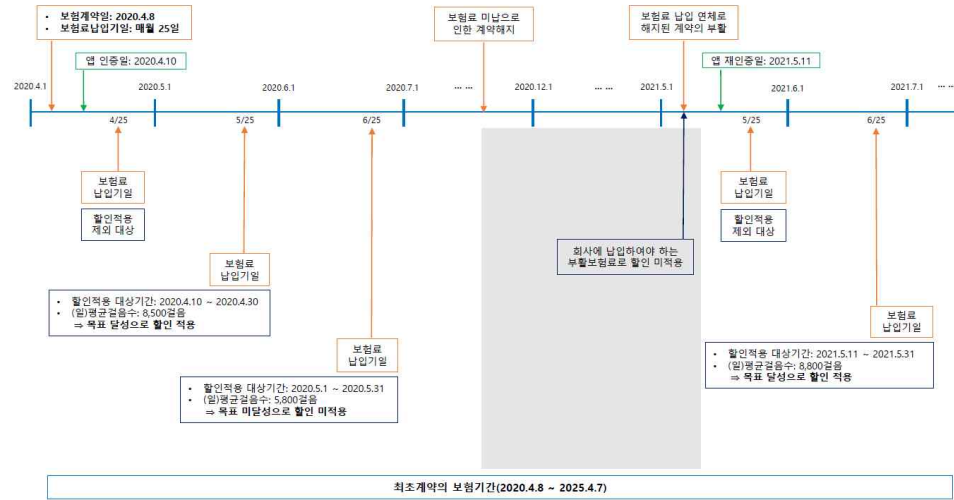 • 보험계약일: 2020.4.8
• 보험료납입기일: 매월 25일
보험료 미납으로
인한 계약해지
보험료 납입 연체로
해지된 계약의 부활
앱 인증일: 2020.4.10
앱 재인증일: 2021.5.11
2020.4.1
2020.5.1
2020.6.1
2020.7.1
... ...
2020.12.1
... ...
2021.5.1
2021.6.1
2021.7.1
... ...
4/25
5/25
6/25
5/25
6/25
보험료
납입기일
할인적용
제외 대상
보험료
납입기일
할인적용
제외 대상
회사에 납입하여야 하는
부활보험료로 할인 미적용
보험료
납입기일
• 할인적용 대상기간: 2020.4.10 ~ 2020.4.30
• (일)평균걸음수: 8,500걸음
⇒ 목표 달성으로 할인 적용
보험료
납입기일
• 할인적용 대상기간: 2020.5.1 ~ 2020.5.31
• (일)평균걸음수: 5,800걸음
⇒ 목표 미달성으로 할인 미적용
보험료
납입기일
• 할인적용 대상기간: 2021.5.11 ~ 2021.5.31
• (일)평균걸음수: 8,800걸음
⇒ 목표 달성으로 할인 적용
최초계약의 보험기간(2020.4.8 ~ 2025.4.7)